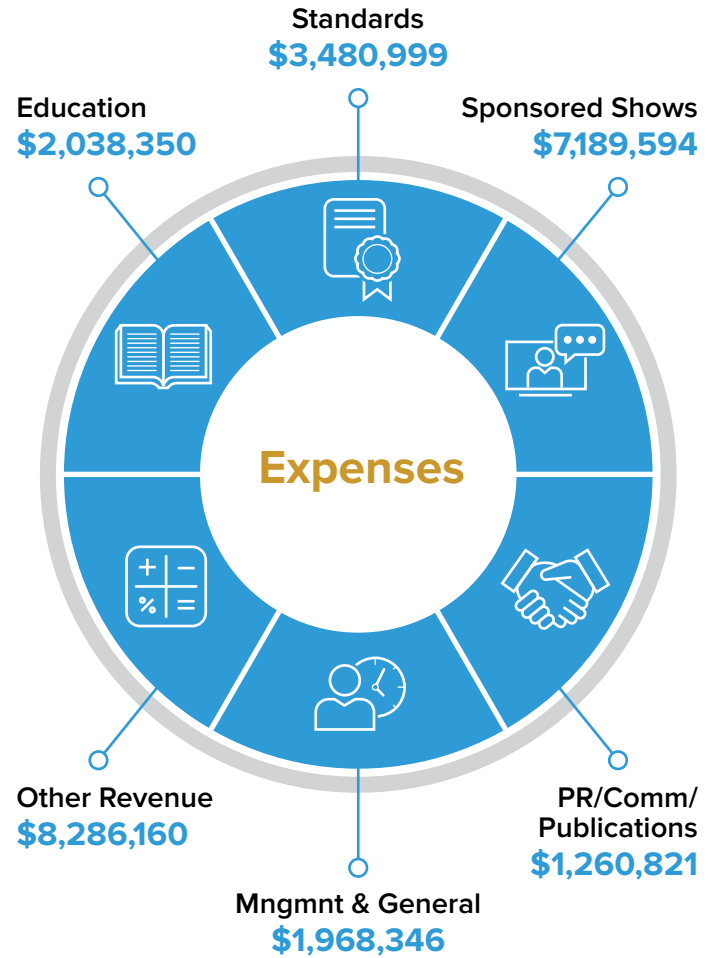 Standards
$3,480,999
Education
$2,038,350
Sponsored Shows
$7,189,594
Expenses
Other Revenue
$8,286,160
PR/Comm/
Publications
$1,260,821
Mngmnt & General
$1,968,346